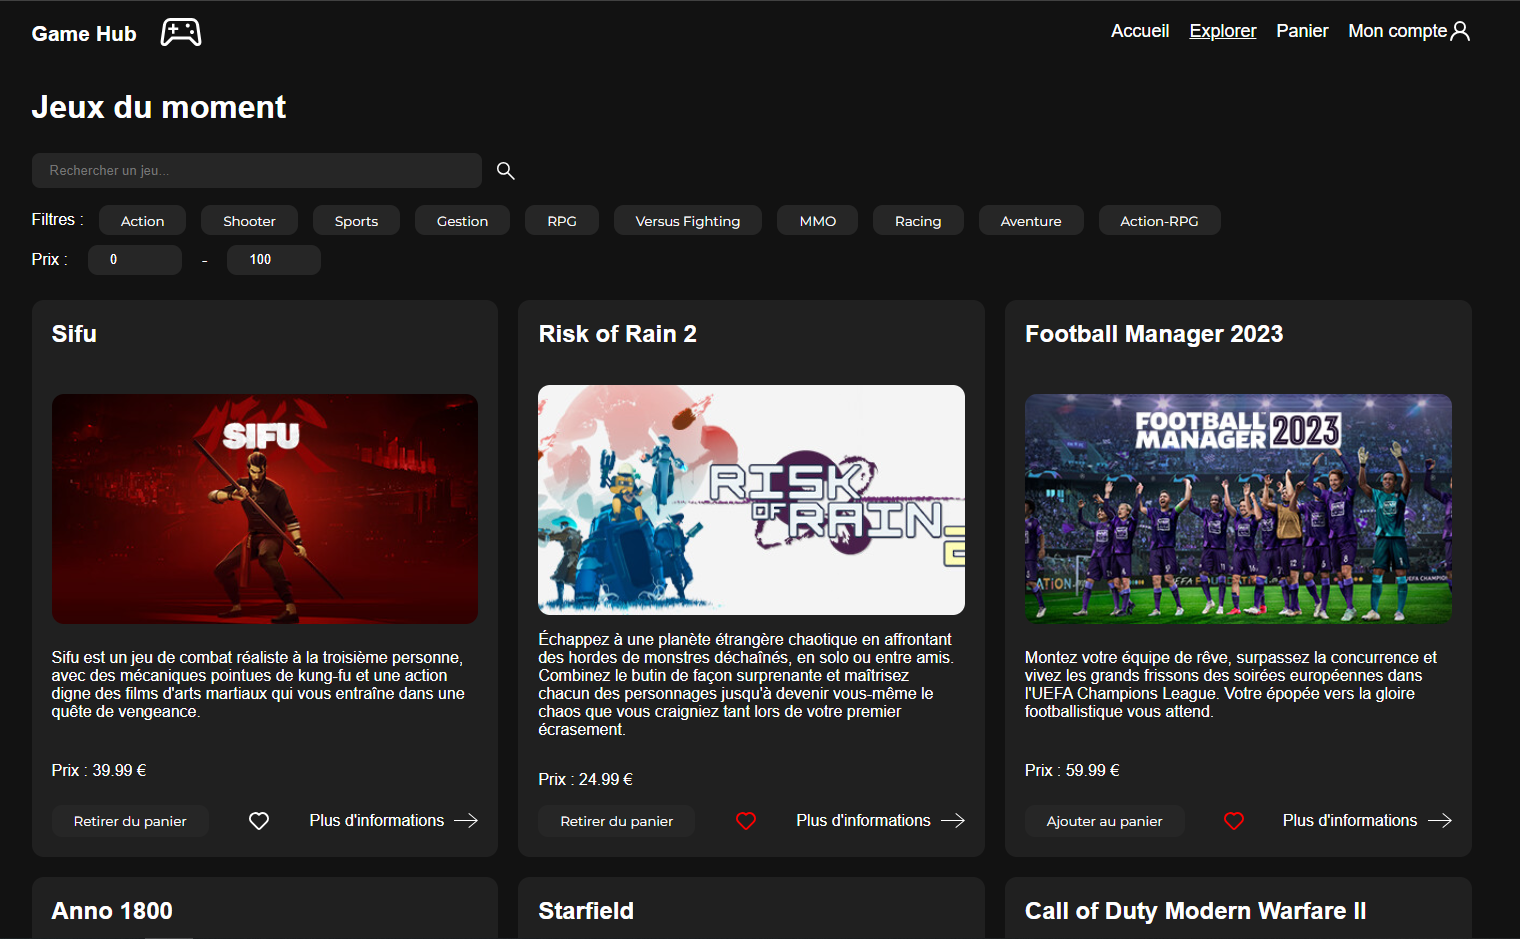 Game Hub
Accueil Explorer Panier Mon compte
Jeux du moment
Rechercher un jeu...
Filtres : Action Shooter Sports Gestion RPG Versus Fighting MMO Racing Aventure Action-RPG
Prix : 0 - 100
Sifu
SIFU
Sifu est un jeu de combat réaliste à la troisième personne,
avec des mécaniques pointues de kung-fu et une action
digne des films d'arts martiaux qui vous entraîne dans une
quête de vengeance.
Prix : 39.99 €
Retirer du panier Plus d'informations
Risk of Rain 2
RISK
OF RAIN 2
Échappez à une planète étrangère chaotique en affrontant
des hordes de monstres déchaînés, en solo ou entre amis.
Combinez le butin de façon surprenante et maîtrisez
chacun des personnages jusqu'à devenir vous-même le
chaos que vous craigniez tant lors de votre premier
écrasement.
Prix : 24.99 €
Retirer du panier Plus d'informations
Football Manager 2023
FOOTBALL
MANAGER 2023
Montez votre équipe de rêve, surpassez la concurrence et
vivez les grands frissons des soirées européennes dans
l'UEFA Champions League. Votre épopée vers la gloire
footballistique vous attend.
Prix : 59.99 €
Ajouter au panier Plus d'informations
Anno 1800
Starfield
Call of Duty Modern Warfare II